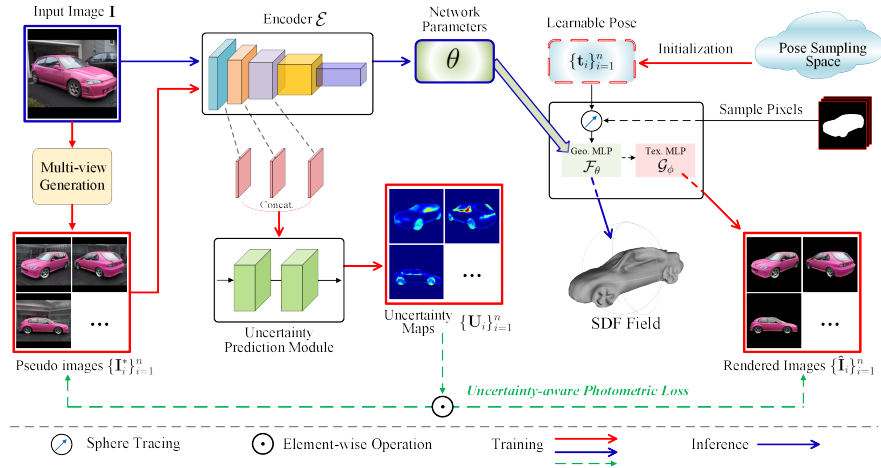 Input Image I
Encoder ℰ
Network
Parameters
θ
Learnable Pose
{t_i}_{i=1}^n
Initialization
Pose Sampling
Space
Sample Pixels
Geo. MLP
ℱ_θ
Tex. MLP
𝒢_ϕ
Multi-view
Generation
Concat.
...
Pseudo images {I_i^*}_{i=1}^n
Uncertainty
Prediction Module
...
Uncertainty
Maps {U_i}_{i=1}^n
SDF Field
...
Rendered Images {Î_i}_{i=1}^n
Uncertainty-aware Photometric Loss
Sphere Tracing
Element-wise Operation
Training
Inference